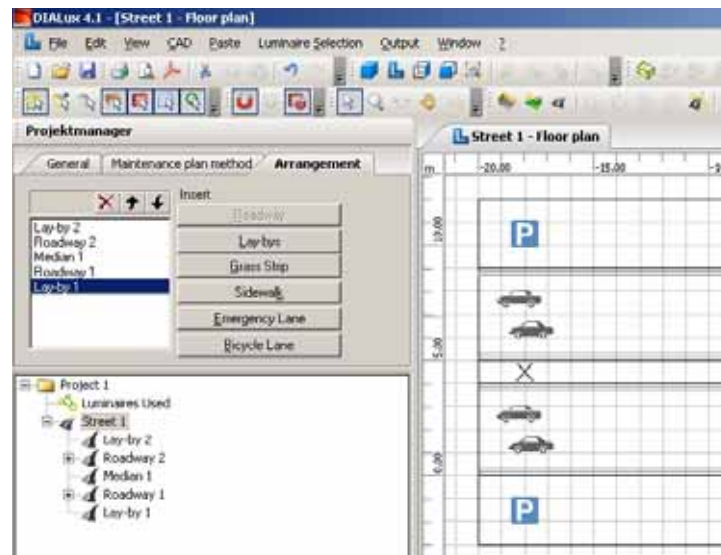 DIALux 4.1 - [Street 1 - Floor plan]
File Edit View CAD Paste Luminaire Selection Output Window ?
Projektmanager
General Maintenance plan method Arrangement
Insert
Roadway
Lay-bys
Grass Strip
Sidewalk
Emergency Lane
Bicycle Lane
Lay-by 2
Roadway 2
Median 1
Roadway 1
Lay-by 1
Project 1
Luminaires Used
Street 1
Lay-by 2
Roadway 2
Median 1
Roadway 1
Lay-by 1
Street 1 - Floor plan
m -20.00 -15.00
10.00
P
5.00
0.00
P